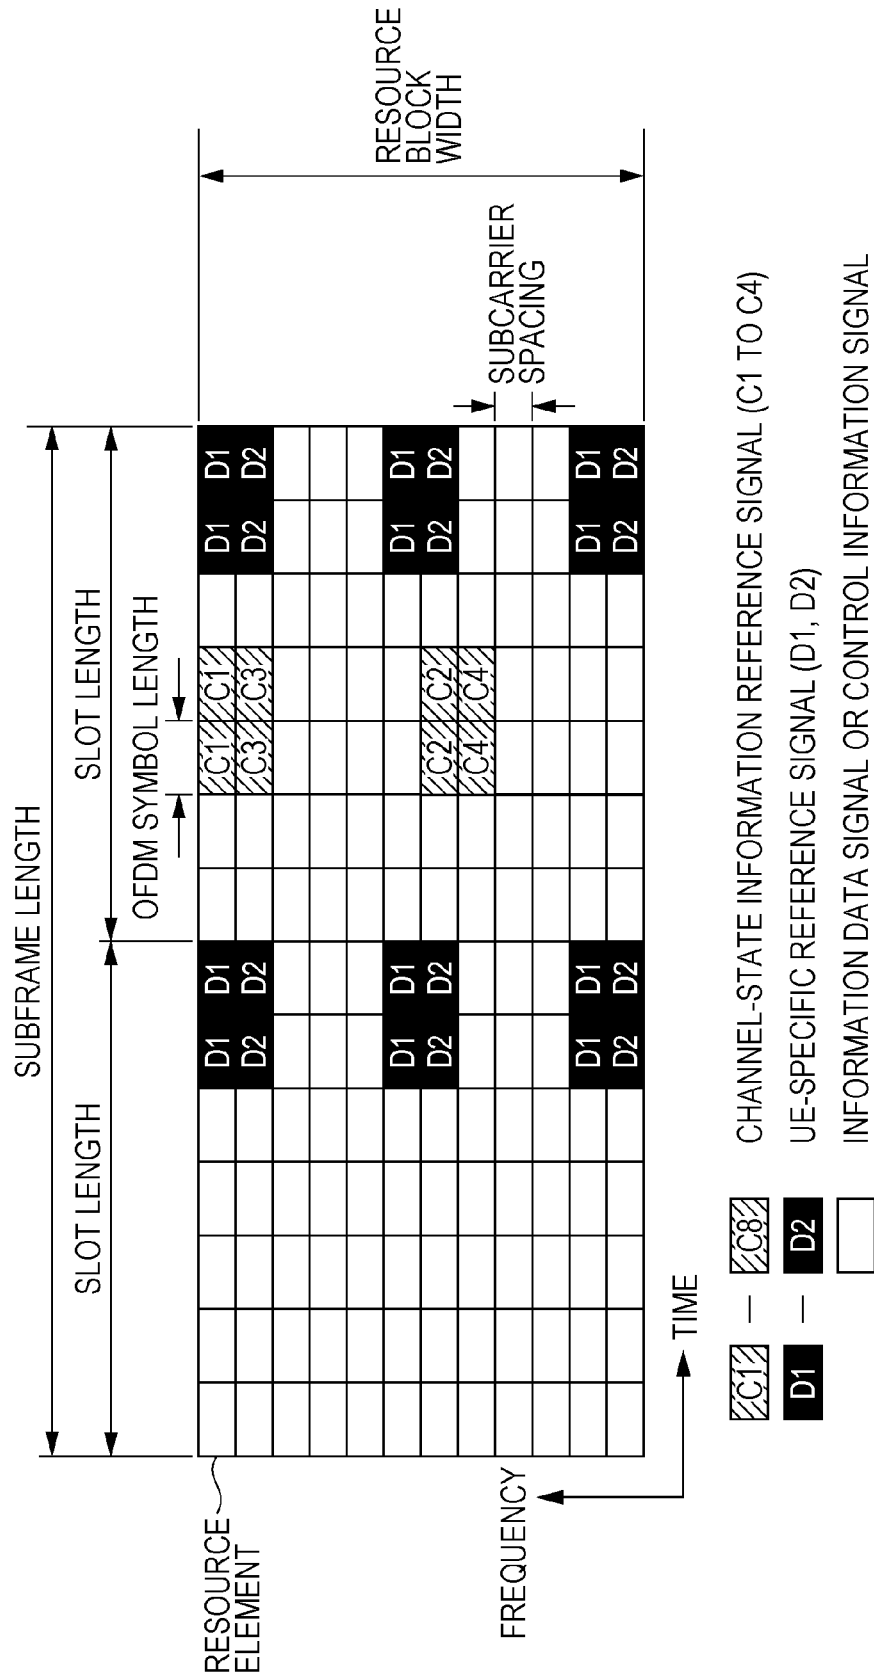 SUBFRAME LENGTH
SLOT LENGTH
SLOT LENGTH
OFDM SYMBOL LENGTH
RESOURCE
ELEMENT
D1 D1 C1 C1 D1 D1
D2 D2 C3 C3 D2 D2
D1 D1 D1 D1
D2 D2 C2 C2 D2 D2
C4 C4
D1 D1 D1 D1
D2 D2 D2 D2
RESOURCE
BLOCK
WIDTH
SUBCARRIER
SPACING
FREQUENCY
TIME
C1 — C8 CHANNEL-STATE INFORMATION REFERENCE SIGNAL (C1 TO C4)
D1 — D2 UE-SPECIFIC REFERENCE SIGNAL (D1, D2)
INFORMATION DATA SIGNAL OR CONTROL INFORMATION SIGNAL